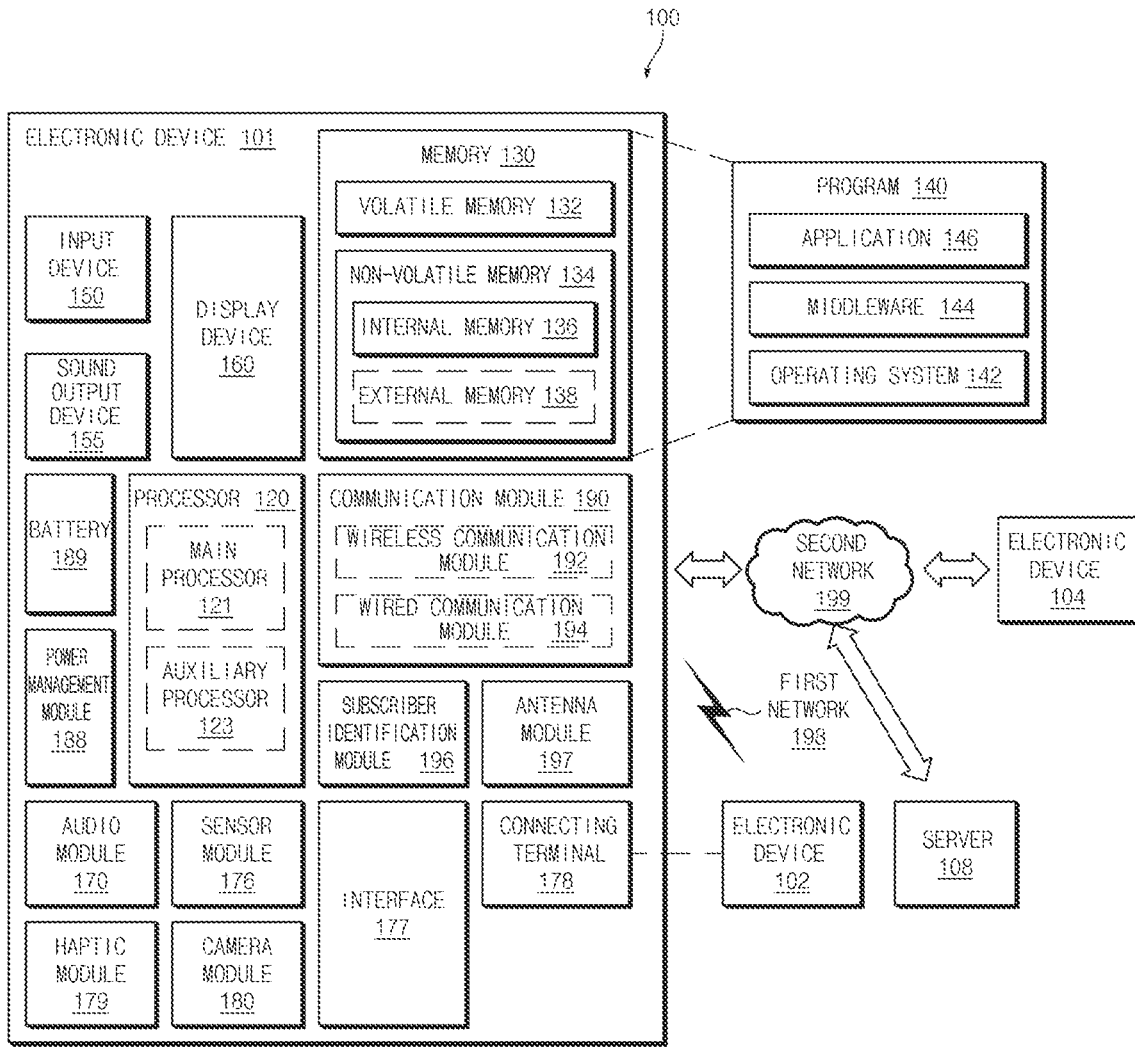 100
ELECTRONIC DEVICE 101
MEMORY 130
VOLATILE MEMORY 132
NON-VOLATILE MEMORY 134
INTERNAL MEMORY 136
EXTERNAL MEMORY 138
PROGRAM 140
APPLICATION 146
MIDDLEWARE 144
OPERATING SYSTEM 142
INPUT
DEVICE
150
DISPLAY
DEVICE
160
SOUND
OUTPUT
DEVICE
155
BATTERY
189
PROCESSOR 120
MAIN
PROCESSOR
121
AUXILIARY
PROCESSOR
123
COMMUNICATION MODULE 190
WIRELESS COMMUNICATION
MODULE 192
WIRED COMMUNICATION
MODULE 194
SECOND
NETWORK
199
ELECTRONIC
DEVICE
104
POWER
MANAGEMENT
MODULE
188
SUBSCRIBER
IDENTIFICATION
MODULE 196
ANTENNA
MODULE
197
FIRST
NETWORK
198
AUDIO
MODULE
170
SENSOR
MODULE
176
INTERFACE
177
CONNECTING
TERMINAL
178
ELECTRONIC
DEVICE
102
SERVER
108
HAPTIC
MODULE
179
CAMERA
MODULE
180